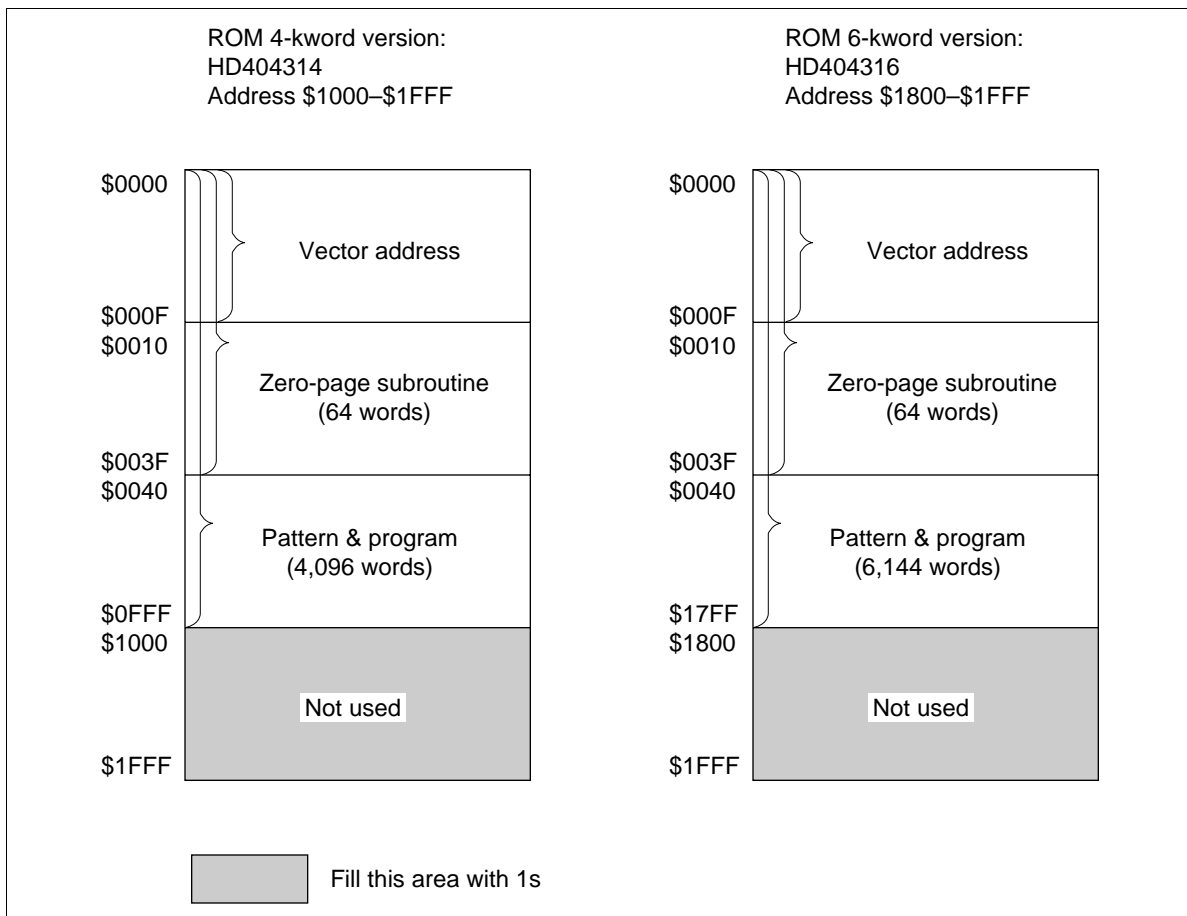 ROM 4-kword version:
HD404314
Address $1000–$1FFF
$0000
Vector address
$000F
$0010
Zero-page subroutine
(64 words)
$003F
$0040
Pattern & program
(4,096 words)
$0FFF
$1000
Not used
$1FFF
ROM 6-kword version:
HD404316
Address $1800–$1FFF
$0000
Vector address
$000F
$0010
Zero-page subroutine
(64 words)
$003F
$0040
Pattern & program
(6,144 words)
$17FF
$1800
Not used
$1FFF
Fill this area with 1s